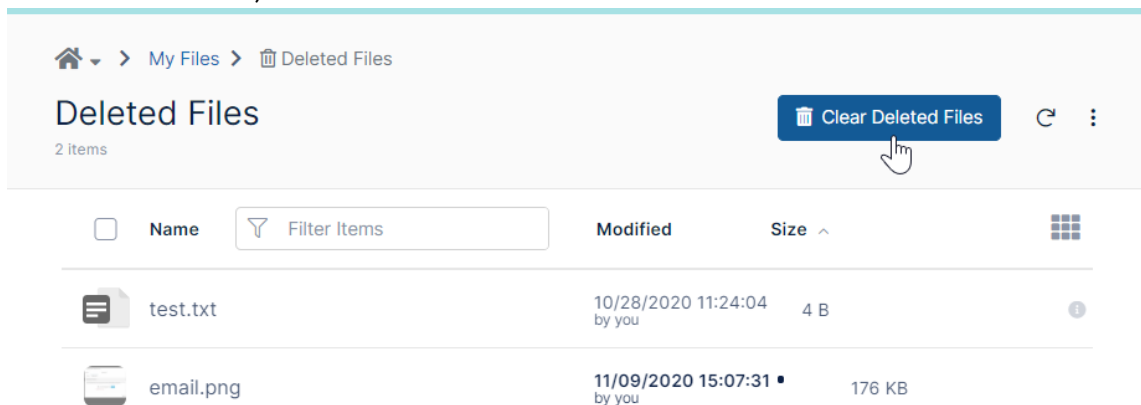 My Files > Deleted Files
Deleted Files
Clear Deleted Files
2 items
Name Filter Items Modified Size
test.txt 10/28/2020 11:24:04 4 B
by you
email.png 11/09/2020 15:07:31 176 KB
by you